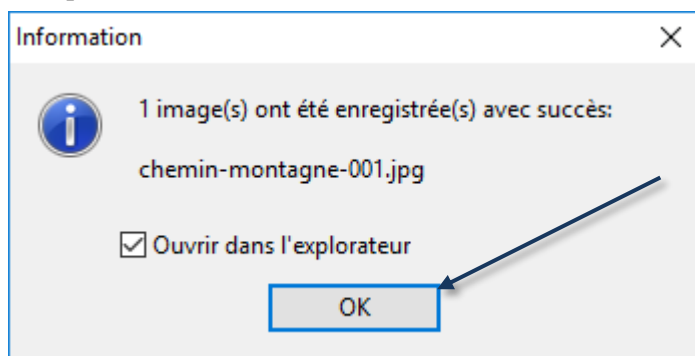 Information
1 image(s) ont été enregistrée(s) avec succès:
chemin-montagne-001.jpg
Ouvrir dans l'explorateur
OK